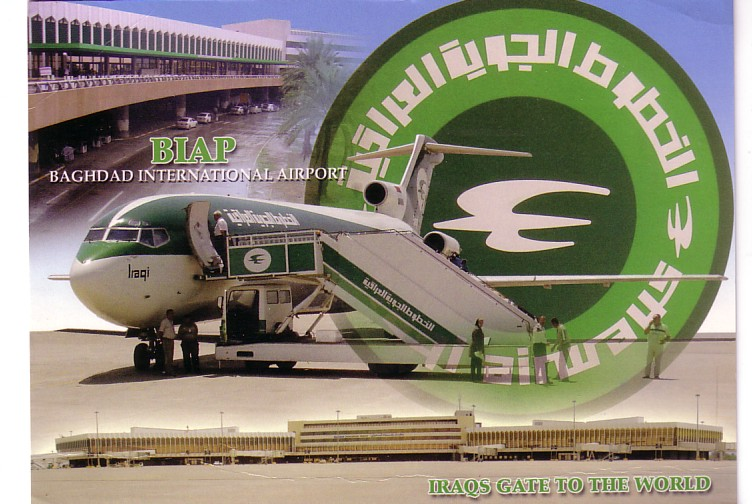 الخطوط الجوية العراقية
BIAP
BAGHDAD INTERNATIONAL AIRPORT
الخطوط الجوية العراقية
Iraqi
الخطوط الجوية العراقية
IRAQS GATE TO THE WORLD